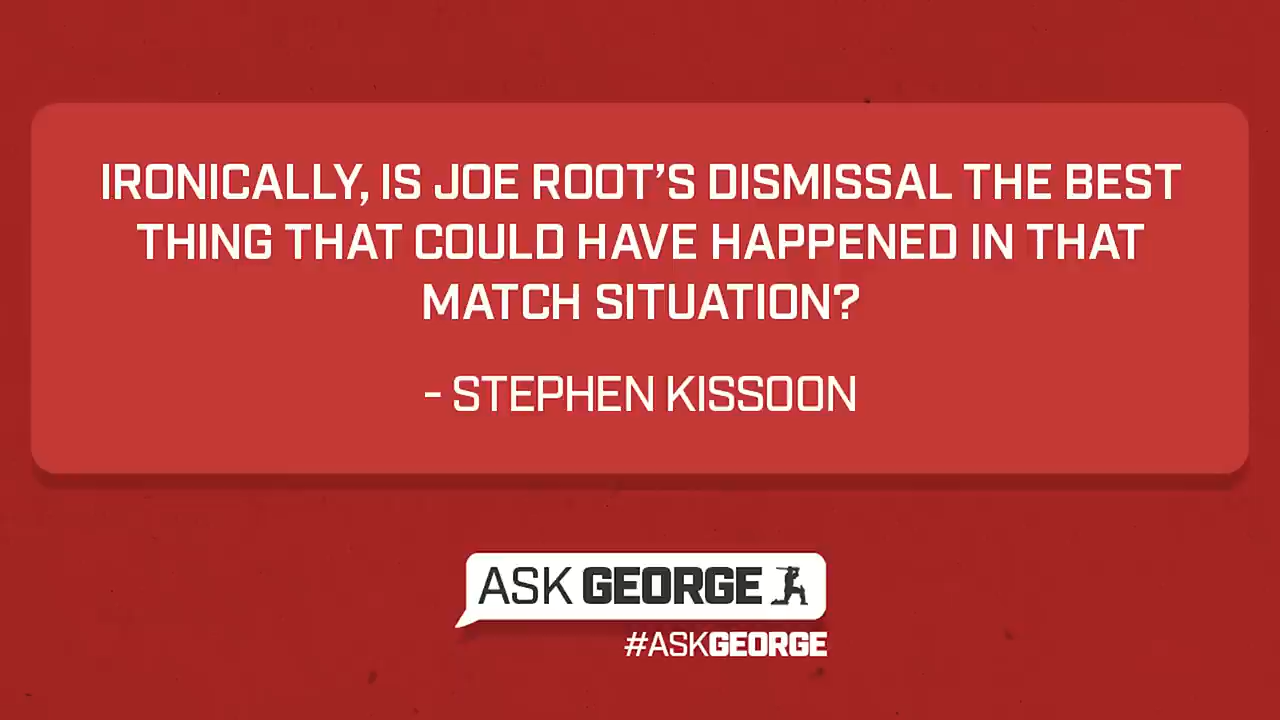 IRONICALLY, IS JOE ROOT'S DISMISSAL THE BEST
THING THAT COULD HAVE HAPPENED IN THAT
MATCH SITUATION?
- STEPHEN KISSOON
ASK GEORGE
#ASKGEORGE